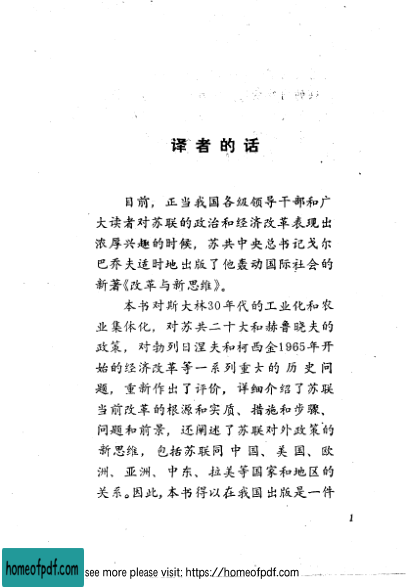 译者的话
目前，正当我国各级领导干部和广
大读者对苏联的政治和经济改革表现出
浓厚兴趣的时候，苏共中央总书记戈尔
巴乔夫适时地出版了他轰动国际社会的
新著《改革与新思维》。
本书对斯大林30年代的工业化和农
业集体化，对苏共二十大和赫鲁晓夫的
政策，对勃列日涅夫和柯西金1965年开
始的经济改革等一系列重大的历史问
题，重新作出了评价，详细介绍了苏联
当前改革的根源和实质、措施和步骤、
问题和前景，还阐述了苏联对外政策的
新思维，包括苏联同中国、美国、欧
洲、亚洲、中东、拉美等国家和地区的
关系。因此，本书得以在我国出版是一件
1
homeofpdf.com
see more please visit: https://homeofpdf.com